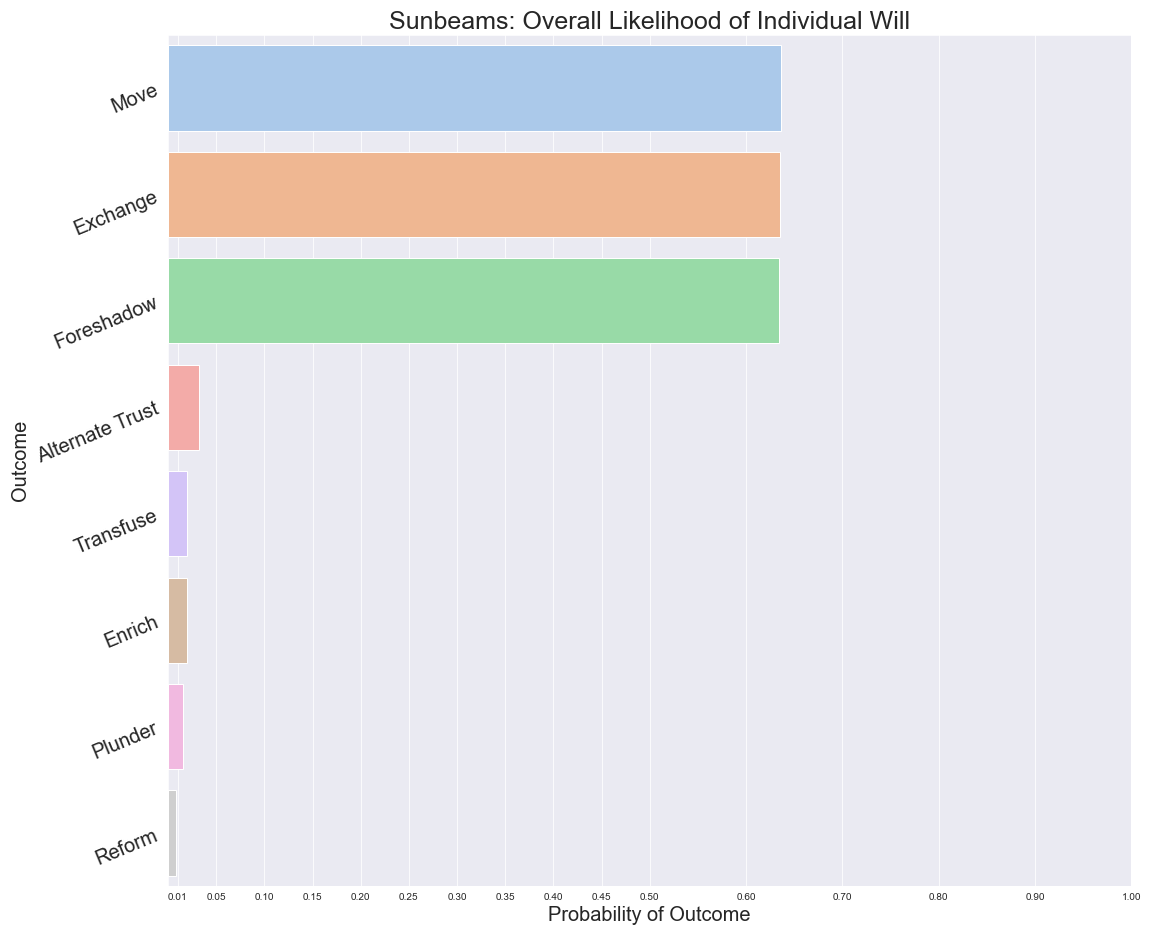 Sunbeams: Overall Likelihood of Individual Will
Move
Exchange
Foreshadow
Alternate Trust
Transfuse
Enrich
Plunder
Reform
Outcome
0.01 0.05 0.10 0.15 0.20 0.25 0.30 0.35 0.40 0.45 0.50 0.60 0.70 0.80 0.90 1.00
Probability of Outcome